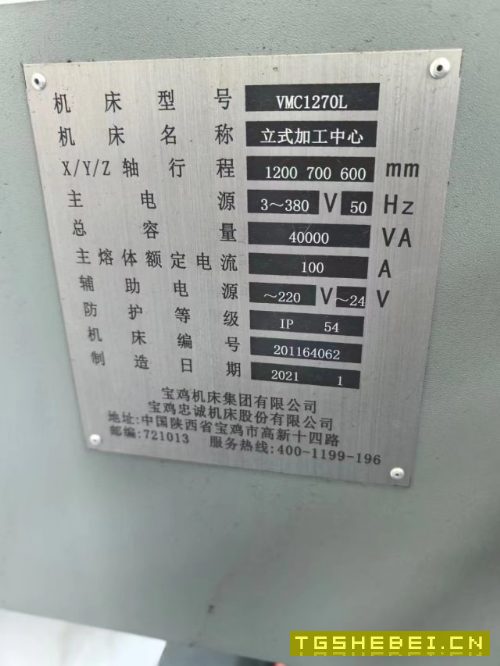 机床型号 VMC1270L
机床名称 立式加工中心
X/Y/Z轴行程 1200 700 600 mm
主电源 3～380 V 50 Hz
总容量 40000 VA
主熔体额定电流 100 A
辅助电源 ～220 V ～24 V
防护等级 IP 54
机床编号 201164062
制造日期 2021 1
宝鸡机床集团有限公司
宝鸡忠诚机床股份有限公司
地址:中国陕西省宝鸡市高新十四路
邮编:721013 服务热线:400-1199-196
TGSHEBEI.CN